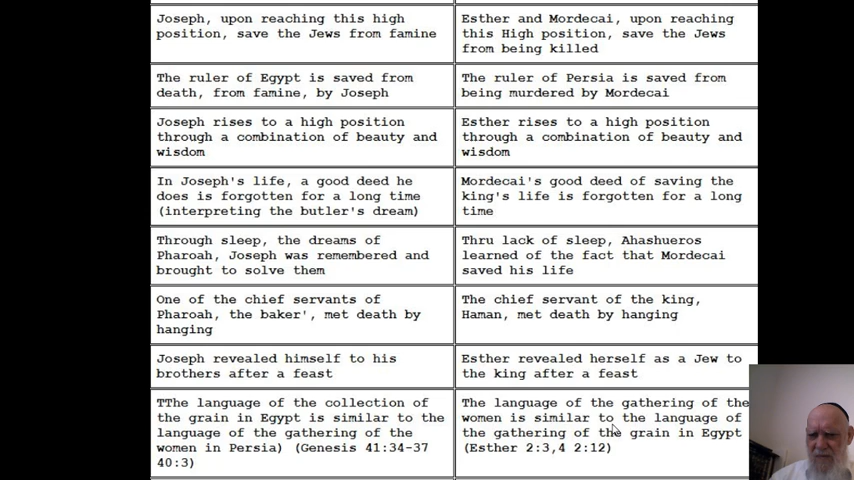 Joseph, upon reaching this high
position, save the Jews from famine
Esther and Mordecai, upon reaching
this High position, save the Jews
from being killed
The ruler of Egypt is saved from
death, from famine, by Joseph
The ruler of Persia is saved from
being murdered by Mordecai
Joseph rises to a high position
through a combination of beauty and
wisdom
Esther rises to a high position
through a combination of beauty and
wisdom
In Joseph's life, a good deed he
does is forgotten for a long time
(interpreting the butler's dream)
Mordecai's good deed of saving the
king's life is forgotten for a long
time
Through sleep, the dreams of
Pharoah, Joseph was remembered and
brought to solve them
Thru lack of sleep, Ahashueros
learned of the fact that Mordecai
saved his life
One of the chief servants of
Pharoah, the baker', met death by
hanging
The chief servant of the king,
Haman, met death by hanging
Joseph revealed himself to his
brothers after a feast
Esther revealed herself as a Jew to
the king after a feast
TThe language of the collection of
the grain in Egypt is similar to the
language of the gathering of the
women in Persia) (Genesis 41:34-37
40:3)
The language of the gathering of the
women is similar to the language of
the gathering of the grain in Egypt
(Esther 2:3,4 2:12)